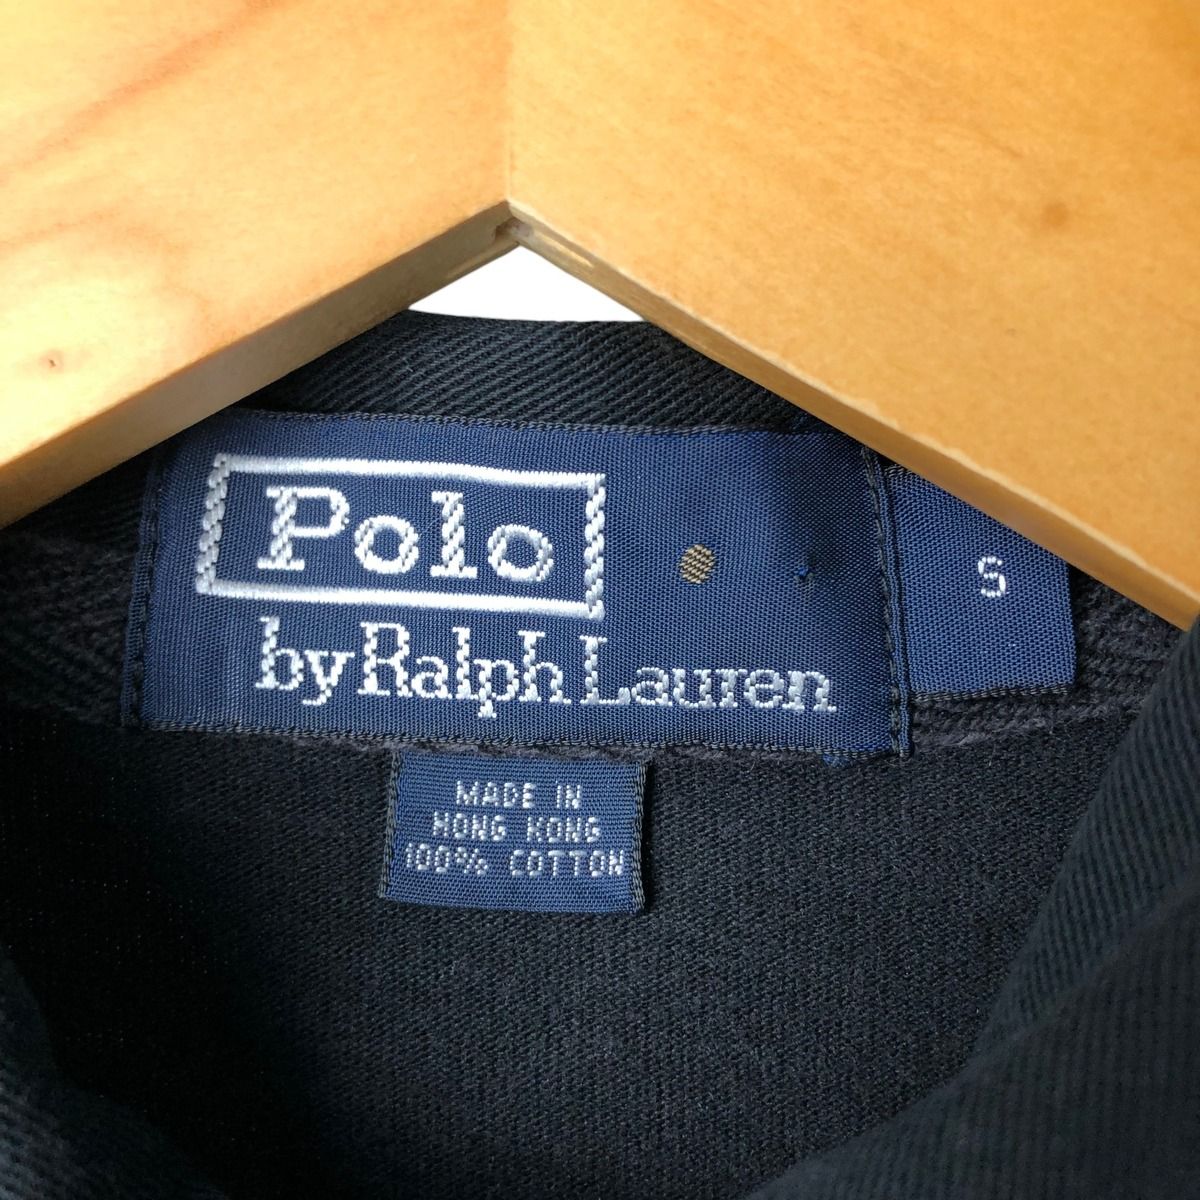 Polo
by Ralph Lauren
S
MADE IN
HONG KONG
100% COTTON